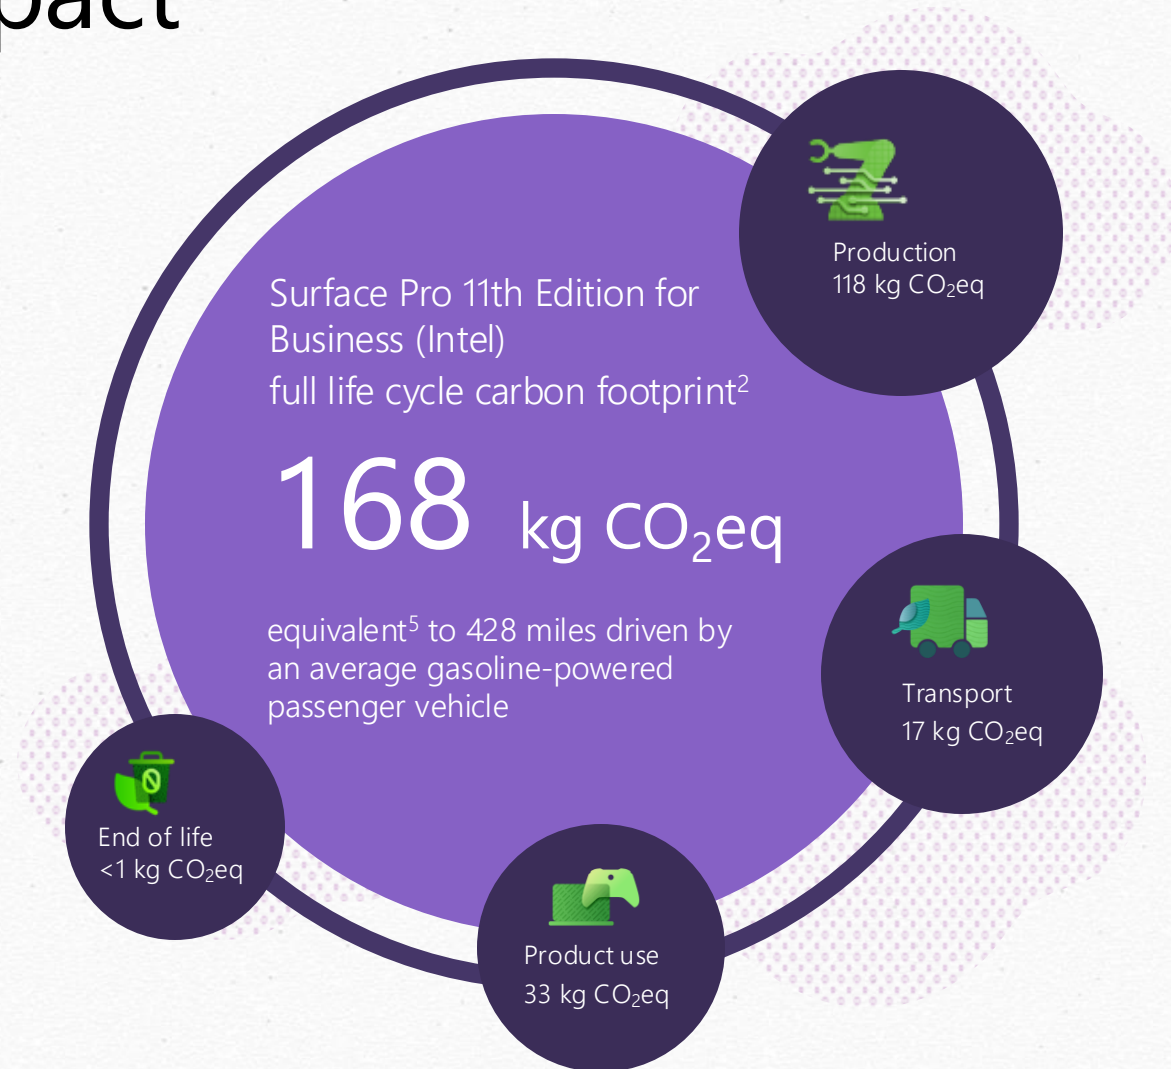 pact
Surface Pro 11th Edition for
Business (Intel)
full life cycle carbon footprint²
168 kg CO₂eq
equivalent⁵ to 428 miles driven by
an average gasoline-powered
passenger vehicle
Production
118 kg CO₂eq
Transport
17 kg CO₂eq
Product use
33 kg CO₂eq
End of life
<1 kg CO₂eq